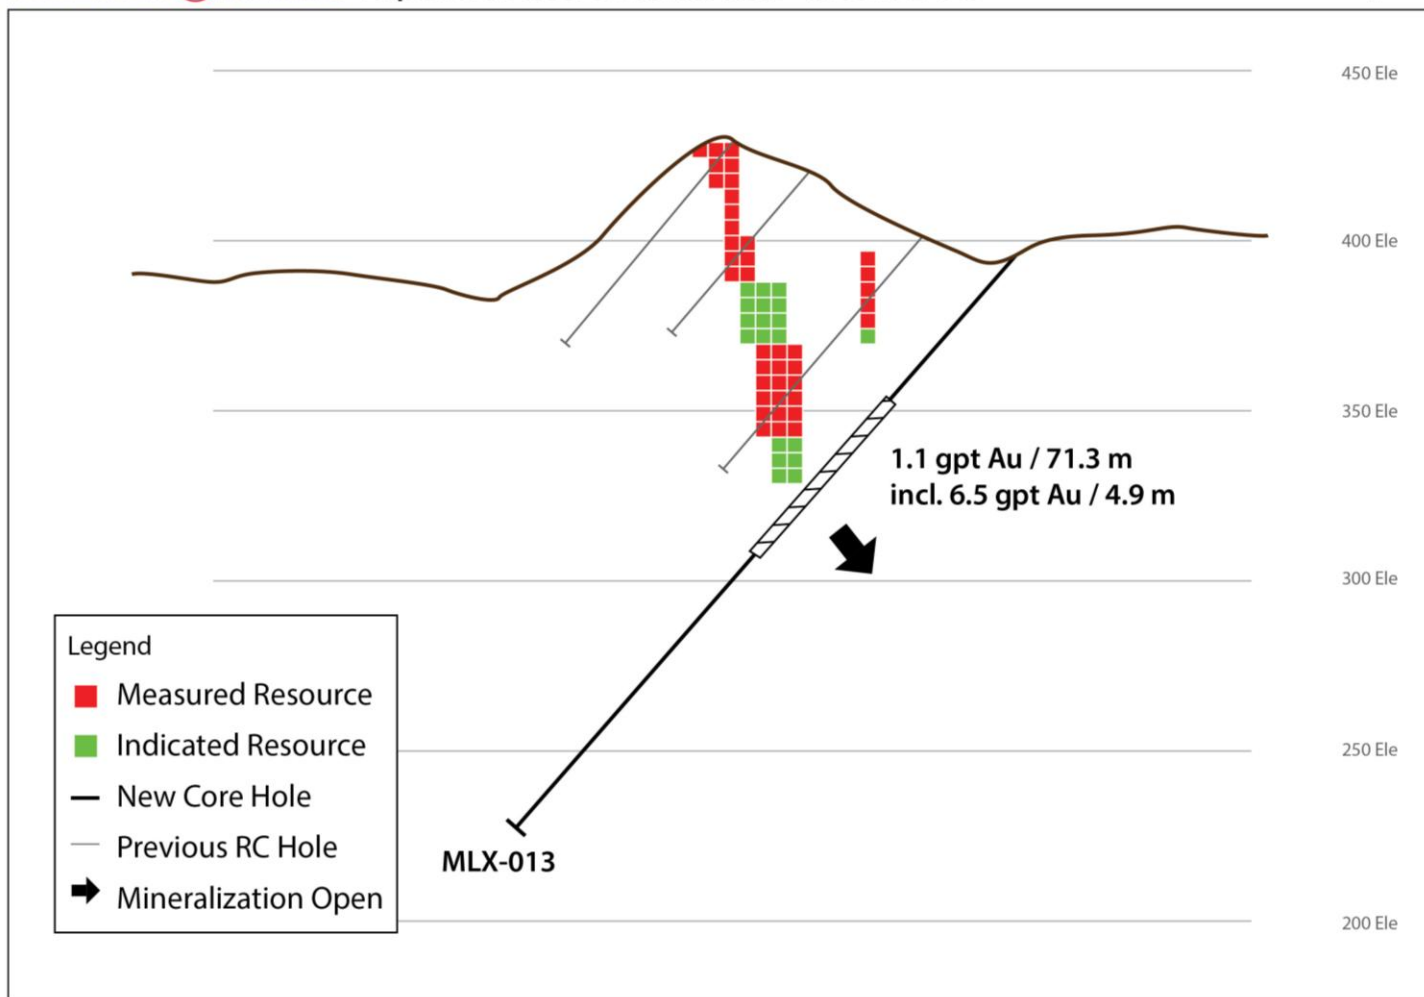 450 Ele
400 Ele
350 Ele
1.1 gpt Au / 71.3 m
incl. 6.5 gpt Au / 4.9 m
300 Ele
Legend
Measured Resource
Indicated Resource
250 Ele
New Core Hole
Previous RC Hole
MLX-013
Mineralization Open
200 Ele